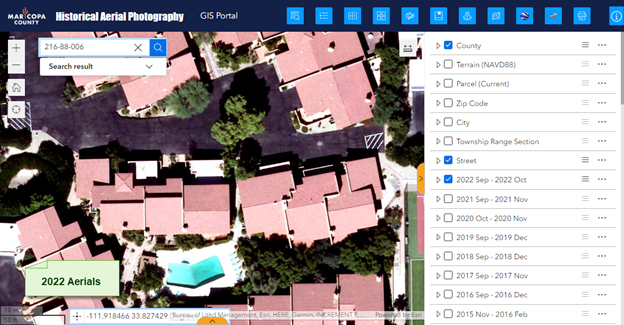 MARICOPA
COUNTY
Historical Aerial Photography
GIS Portal
216-88-006
Search result
County
Terrain (NAVD88)
Parcel (Current)
Zip Code
City
Township Range Section
Street
2022 Sep - 2022 Oct
2021 Sep - 2021 Nov
2020 Oct - 2020 Nov
2019 Sep - 2019 Dec
2018 Sep - 2018 Dec
2017 Sep - 2017 Nov
2016 Sep - 2016 Dec
2015 Nov - 2016 Feb
2022 Aerials
-111.918466 33.827429
Bureau of Land Management, Esri, HERE, Garmin, INCREMENT P
Powered by Esri